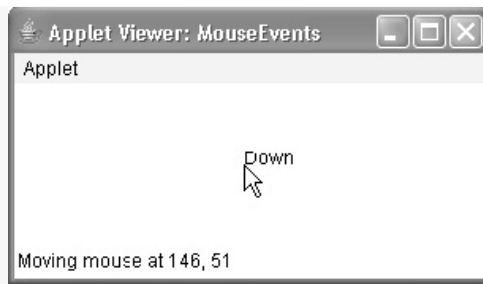 Applet Viewer: MouseEvents
Applet
Down
Moving mouse at 146, 51